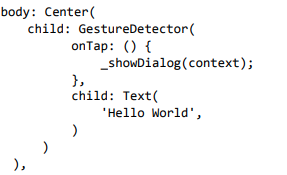 body: Center(
    child: GestureDetector(
          onTap: () {
              _showDialog(context);
          },
          child: Text(
              'Hello World',
          )
      )
  ),